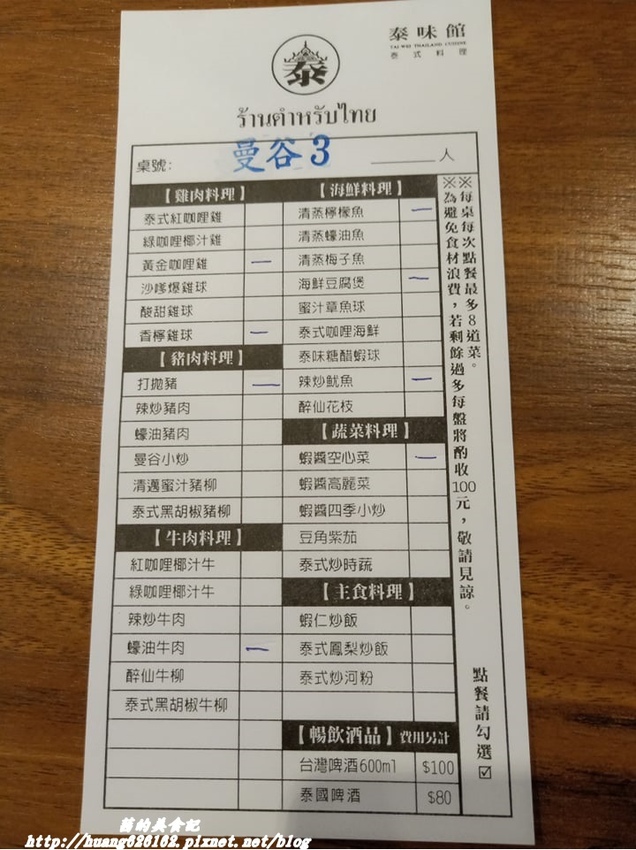 泰
泰味館
TAI WEI THAILAND CUISINE
泰式料理
ร้านตำหรับไทย
桌號: 曼谷3 人
【雞肉料理】
泰式紅咖哩雞
綠咖哩椰汁雞
黃金咖哩雞 一
沙嗲爆雞球
酸甜雞球
香檸雞球 一
【豬肉料理】
打拋豬 一
辣炒豬肉
蠔油豬肉
曼谷小炒
清邁蜜汁豬柳
泰式黑胡椒豬柳
【牛肉料理】
紅咖哩椰汁牛
綠咖哩椰汁牛
辣炒牛肉
蠔油牛肉 一
醉仙牛柳
泰式黑胡椒牛柳
【海鮮料理】
清蒸檸檬魚 一
清蒸蠔油魚
清蒸梅子魚
海鮮豆腐煲 一
蜜汁章魚球
泰式咖哩海鮮
泰味糖醋蝦球
辣炒魷魚 一
醉仙花枝
【蔬菜料理】
蝦醬空心菜 一
蝦醬高麗菜
蝦醬四季小炒
豆角紫茄
泰式炒時蔬
【主食料理】
蝦仁炒飯
泰式鳳梨炒飯
泰式炒河粉
【暢飲酒品】費用另計
台灣啤酒600ml $100
泰國啤酒 $80
※每桌每次點餐最多8道菜。
※為避免食材浪費，若剩餘過多每盤將酌收100元，敬請見諒。
點餐請勾選☑
的美食記
http://huang626162.pixnet.net/blog